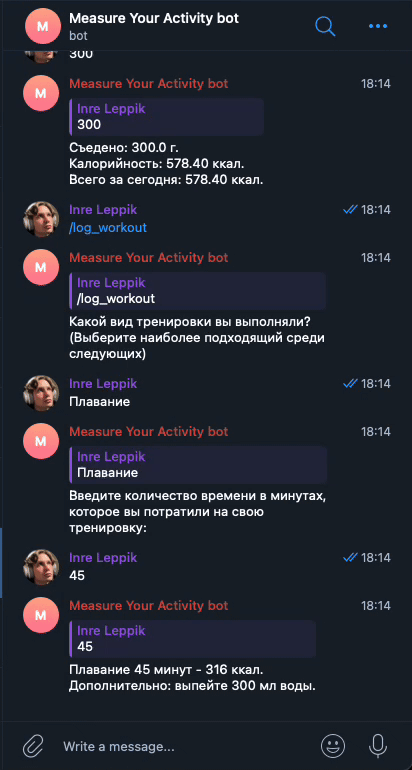 Measure Your Activity bot
bot
300
Measure Your Activity bot 18:14
Inre Leppik
300
Съедено: 300.0 г.
Калорийность: 578.40 ккал.
Всего за сегодня: 578.40 ккал.
Inre Leppik 18:14
/log_workout
Measure Your Activity bot 18:14
Inre Leppik
/log_workout
Какой вид тренировки вы выполняли?
(Выберите наиболее подходящий среди
следующих)
Inre Leppik 18:14
Плавание
Measure Your Activity bot 18:14
Inre Leppik
Плавание
Введите количество времени в минутах,
которое вы потратили на свою
тренировку:
Inre Leppik 18:14
45
Measure Your Activity bot 18:14
Inre Leppik
45
Плавание 45 минут - 316 ккал.
Дополнительно: выпейте 300 мл воды.
Write a message...
M
M
M
M
M